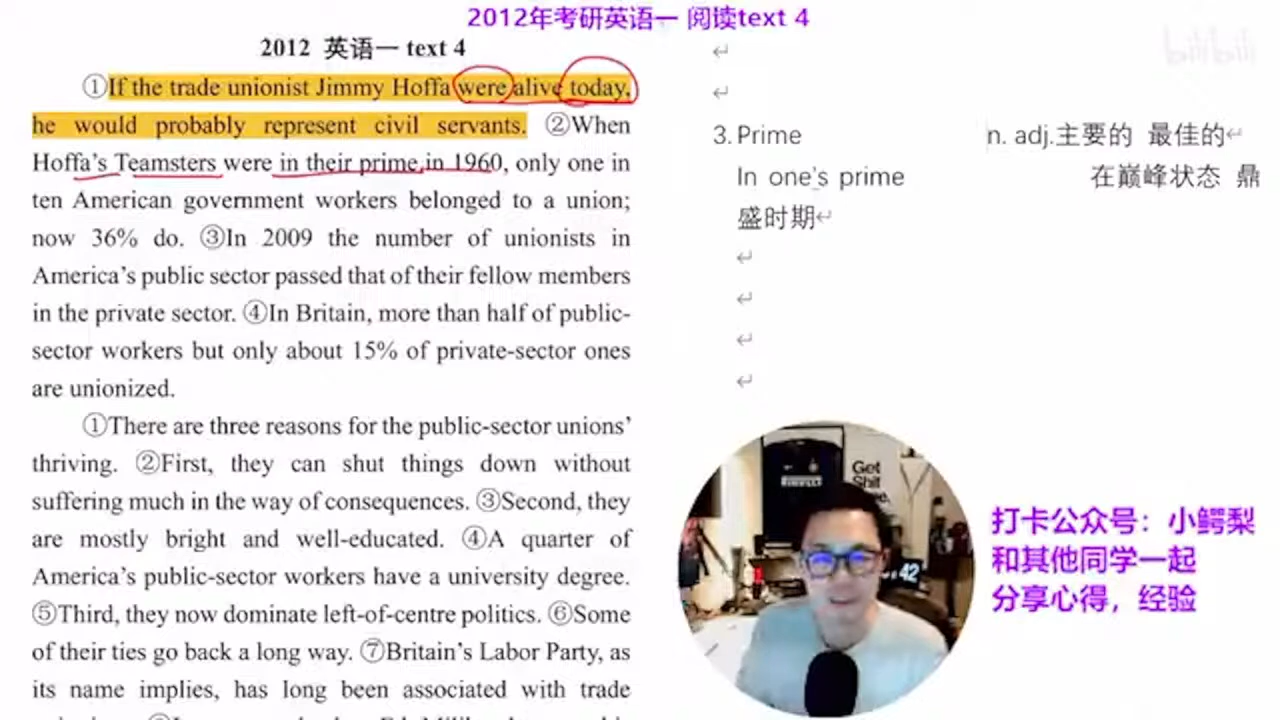 2012年考研英语一 阅读text 4
2012 英语一 text 4
①If the trade unionist Jimmy Hoffa were alive today,
he would probably represent civil servants. ②When
Hoffa's Teamsters were in their prime in 1960, only one in
ten American government workers belonged to a union;
now 36% do. ③In 2009 the number of unionists in
America's public sector passed that of their fellow members
in the private sector. ④In Britain, more than half of public-
sector workers but only about 15% of private-sector ones
are unionized.
①There are three reasons for the public-sector unions'
thriving. ②First, they can shut things down without
suffering much in the way of consequences. ③Second, they
are mostly bright and well-educated. ④A quarter of
America's public-sector workers have a university degree.
⑤Third, they now dominate left-of-centre politics. ⑥Some
of their ties go back a long way. ⑦Britain's Labor Party, as
its name implies, has long been associated with trade
bilibili
3. Prime n. adj.主要的 最佳的
In one's prime 在巅峰状态 鼎
盛时期
Get
Shit
PIRELLI
:42
打卡公众号：小鳄梨
和其他同学一起
分享心得，经验